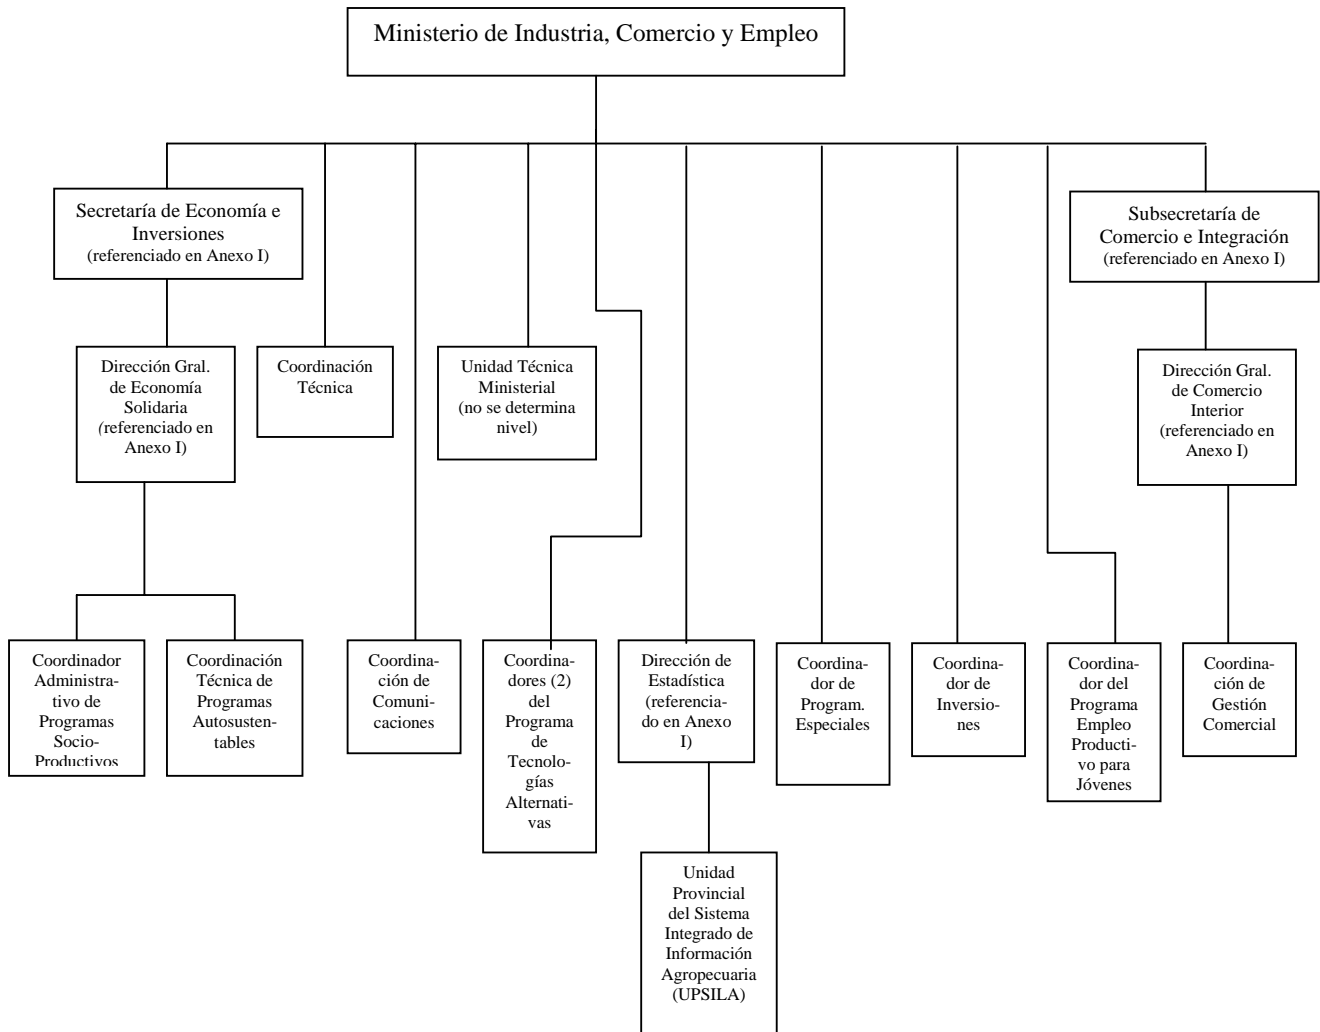 Ministerio de Industria, Comercio y Empleo
Secretaría de Economía e
Inversiones
(referenciado en Anexo I)
Subsecretaría de
Comercio e Integración
(referenciado en Anexo I)
Dirección Gral.
de Economía
Solidaria
(referenciado en
Anexo I)
Coordinación
Técnica
Unidad Técnica
Ministerial
(no se determina
nivel)
Dirección Gral.
de Comercio
Interior
(referenciado en
Anexo I)
Coordinador
Administra-
tivo de
Programas
Socio-
Productivos
Coordinación
Técnica de
Programas
Autosusten-
tables
Coordina-
ción de
Comuni-
caciones
Coordina-
dores (2)
del
Programa
de
Tecnolo-
gías
Alternati-
vas
Dirección de
Estadística
(referencia-
do en Anexo
I)
Coordina-
dor de
Program.
Especiales
Coordina-
dor de
Inversio-
nes
Coordina-
dor del
Programa
Empleo
Producti-
vo para
Jóvenes
Coordina-
ción de
Gestión
Comercial
Unidad
Provincial
del Sistema
Integrado de
Información
Agropecuaria
(UPSILA)